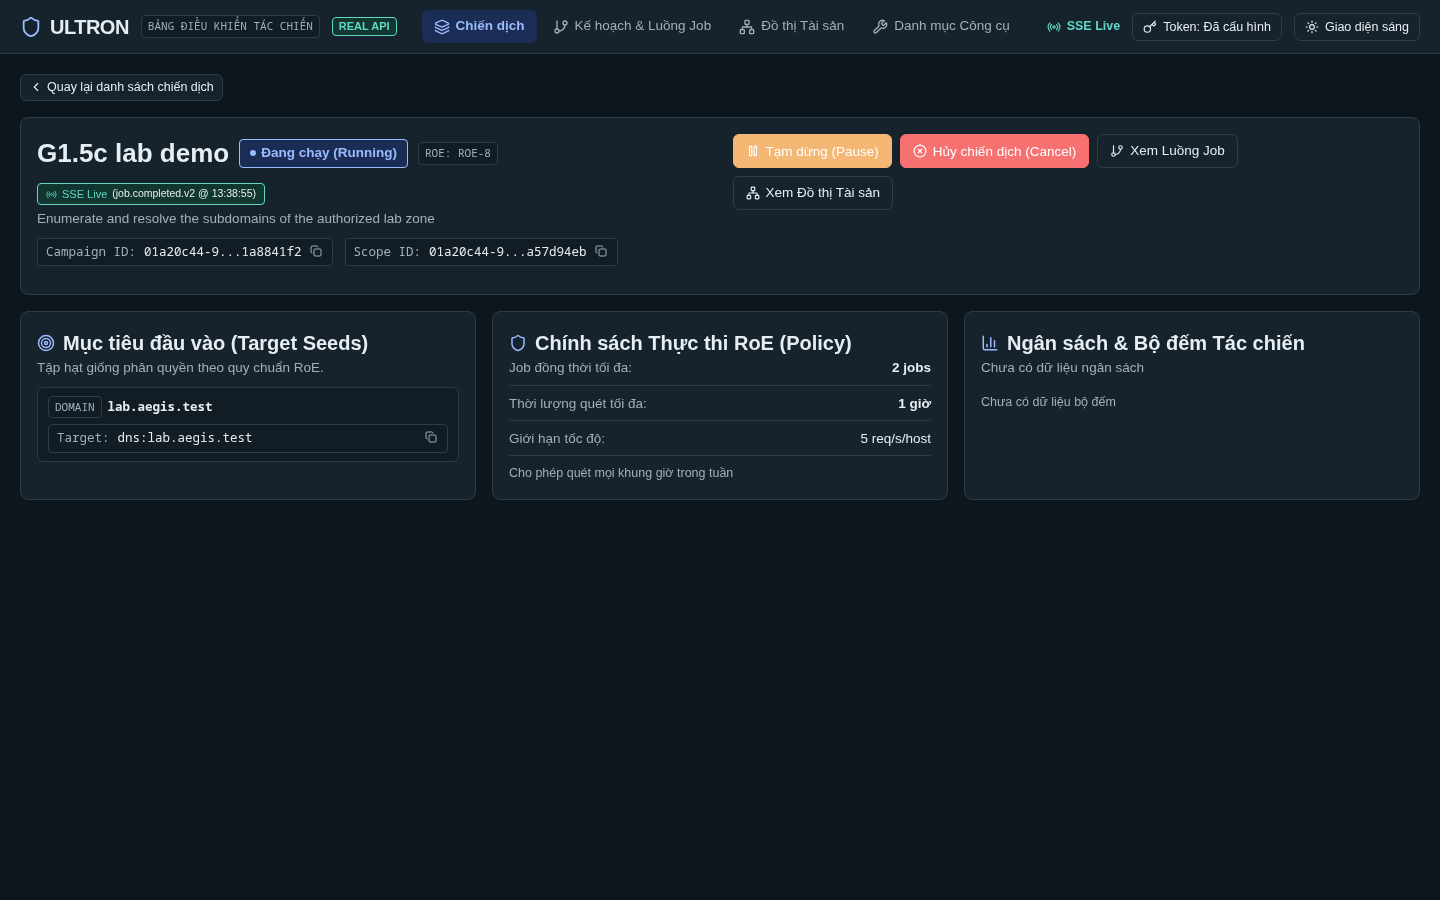 ULTRON
BẢNG ĐIỀU KHIỂN TÁC CHIẾN
REAL API
Chiến dịch
Kế hoạch & Luồng Job
Đồ thị Tài sản
Danh mục Công cụ
SSE Live
Token: Đã cấu hình
Giao diện sáng
Quay lại danh sách chiến dịch
G1.5c lab demo
Đang chạy (Running)
ROE: ROE-8
SSE Live (job.completed.v2 @ 13:38:55)
Enumerate and resolve the subdomains of the authorized lab zone
Campaign ID: 01a20c44-9...1a8841f2
Scope ID: 01a20c44-9...a57d94eb
Tạm dừng (Pause)
Hủy chiến dịch (Cancel)
Xem Luồng Job
Xem Đồ thị Tài sản
Mục tiêu đầu vào (Target Seeds)
Tập hạt giống phân quyền theo quy chuẩn RoE.
DOMAIN lab.aegis.test
Target: dns:lab.aegis.test
Chính sách Thực thi RoE (Policy)
Job đồng thời tối đa: 2 jobs
Thời lượng quét tối đa: 1 giờ
Giới hạn tốc độ: 5 req/s/host
Cho phép quét mọi khung giờ trong tuần
Ngân sách & Bộ đếm Tác chiến
Chưa có dữ liệu ngân sách
Chưa có dữ liệu bộ đếm